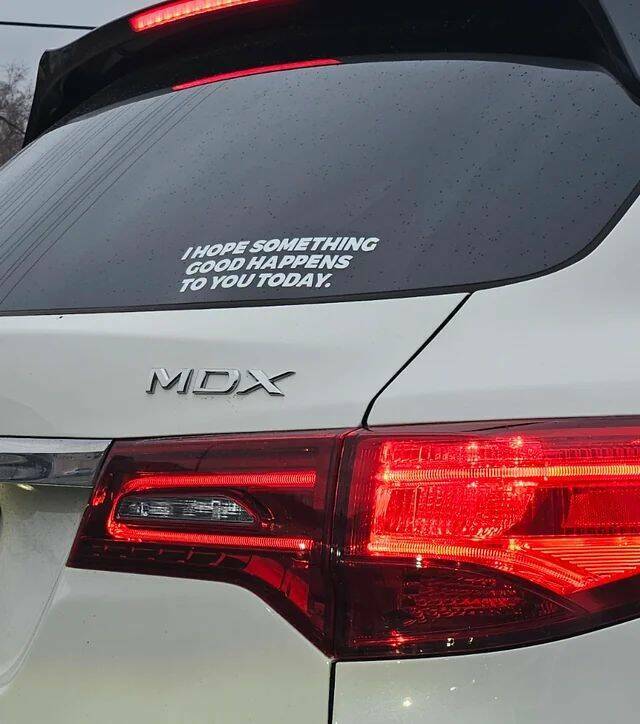 I HOPE SOMETHING
GOOD HAPPENS
TO YOU TODAY.
MDX